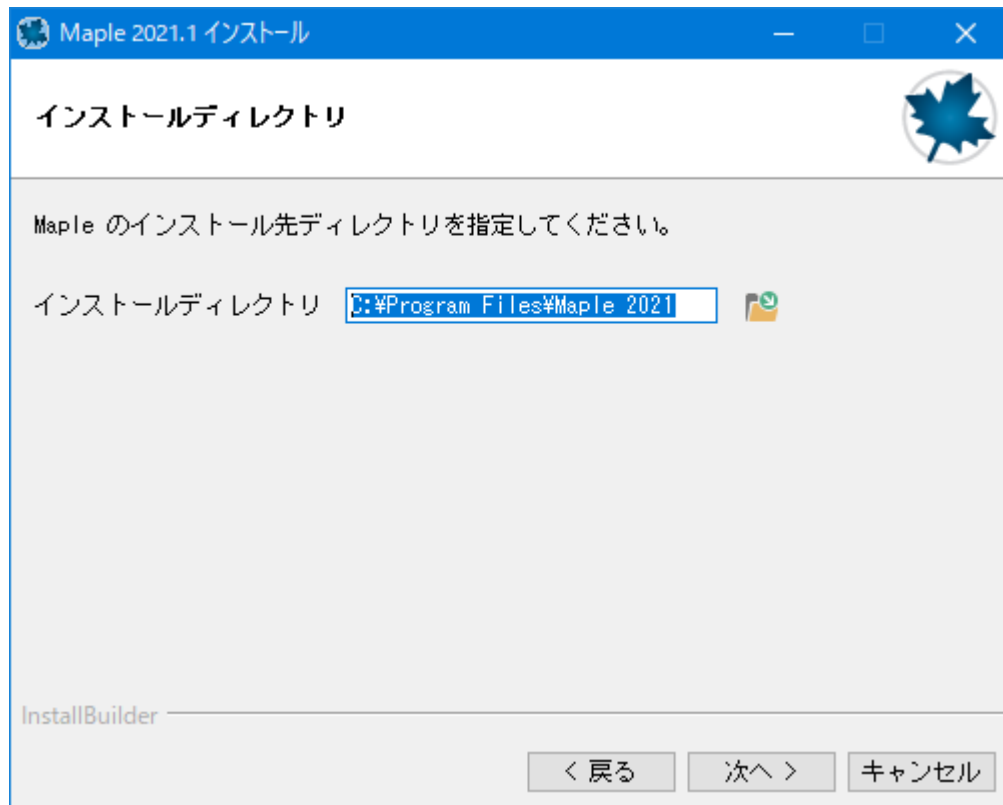 Maple 2021.1 インストール
インストールディレクトリ
Maple のインストール先ディレクトリを指定してください。
インストールディレクトリ C:¥Program Files¥Maple 2021
InstallBuilder
< 戻る 次へ > キャンセル